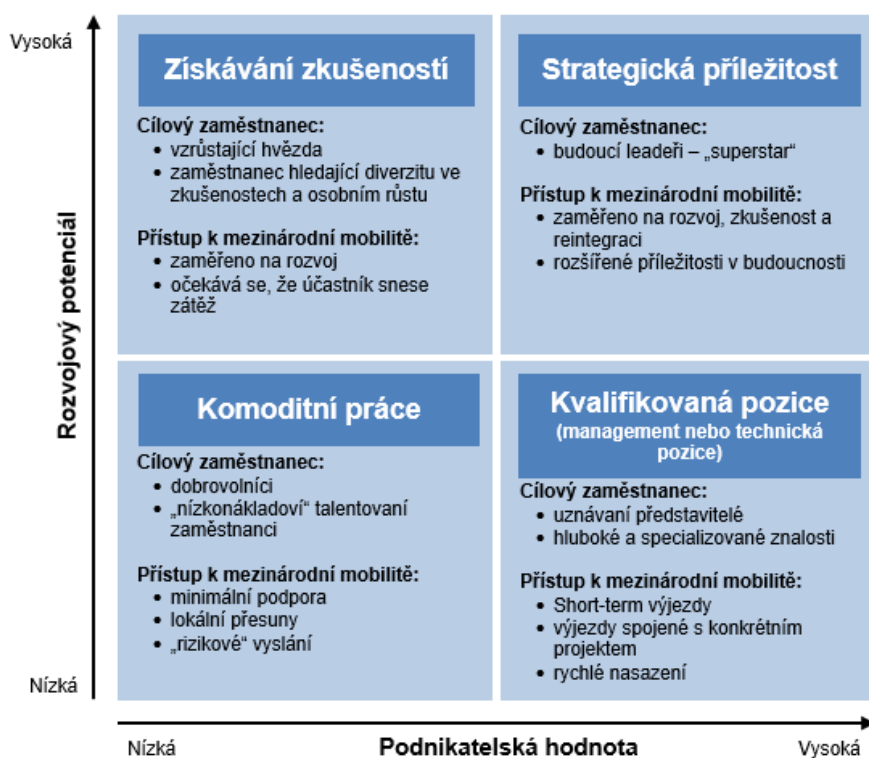 Vysoká
Rozvojový potenciál
Nízká
Získávání zkušeností
Cílový zaměstnanec:
• vzrůstající hvězda
• zaměstnanec hledající diverzitu ve
zkušenostech a osobním růstu
Přístup k mezinárodní mobilitě:
• zaměřeno na rozvoj
• očekává se, že účastník snese
zátěž
Strategická příležitost
Cílový zaměstnanec:
• budoucí leadeři – „superstar“
Přístup k mezinárodní mobilitě:
• zaměřeno na rozvoj, zkušenost a
reintegraci
• rozšířené příležitosti v budoucnosti
Komoditní práce
Cílový zaměstnanec:
• dobrovolníci
• „nízkonákladoví“ talentovaní
zaměstnanci
Přístup k mezinárodní mobilitě:
• minimální podpora
• lokální přesuny
• „rizikové“ vyslání
Kvalifikovaná pozice
(management nebo technická
pozice)
Cílový zaměstnanec:
• uznávaní představitelé
• hluboké a specializované znalosti
Přístup k mezinárodní mobilitě:
• Short-term výjezdy
• výjezdy spojené s konkrétním
projektem
• rychlé nasazení
Nízká
Podnikatelská hodnota
Vysoká